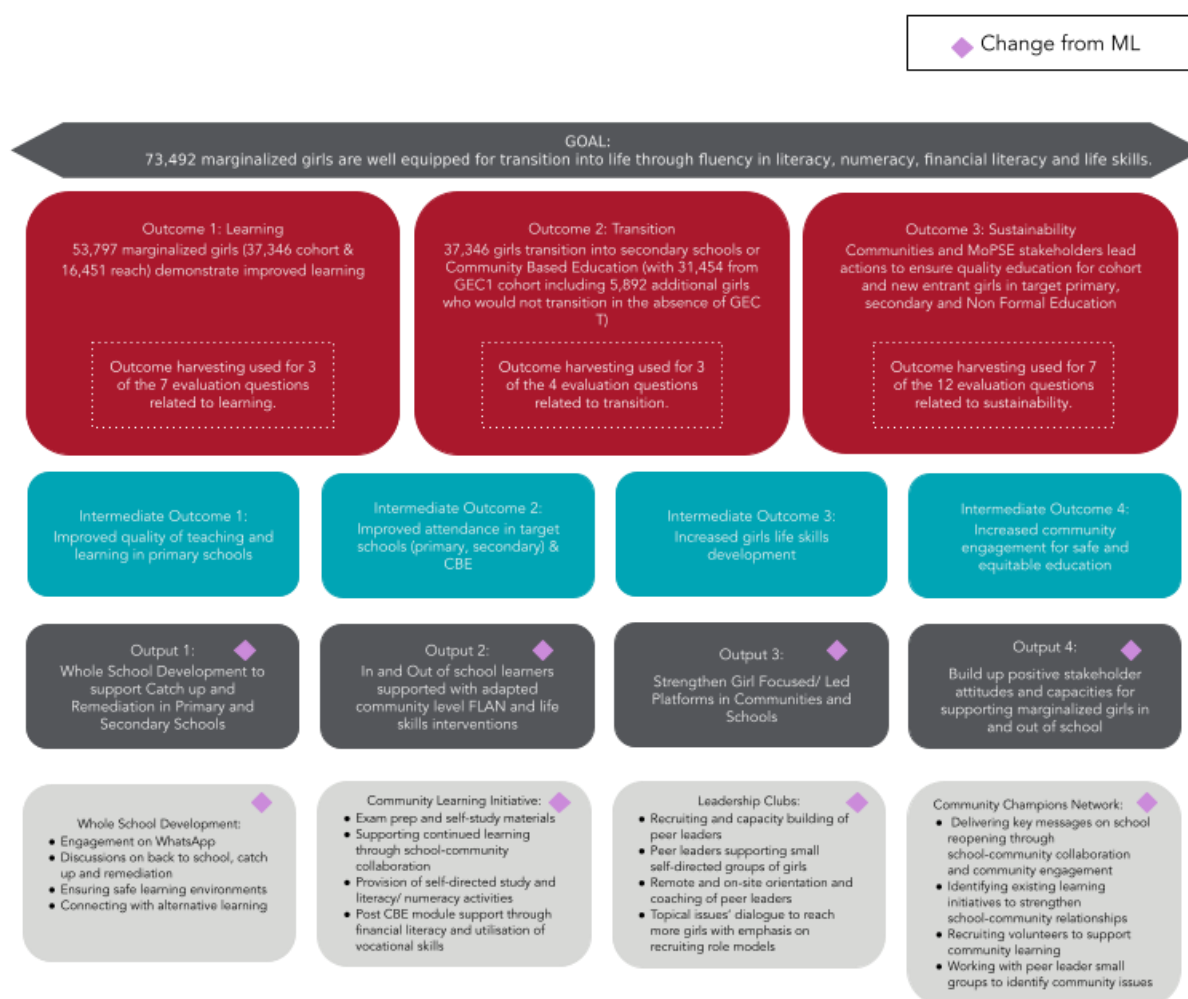 Change from ML
GOAL:
73,492 marginalized girls are well equipped for transition into life through fluency in literacy, numeracy, financial literacy and life skills.
Outcome 1: Learning
53,797 marginalized girls (37,346 cohort &
16,451 reach) demonstrate improved learning
Outcome harvesting used for 3
of the 7 evaluation questions
related to learning.
Outcome 2: Transition
37,346 girls transition into secondary schools or
Community Based Education (with 31,454 from
GEC1 cohort including 5,892 additional girls
who would not transition in the absence of GEC
T)
Outcome harvesting used for 3
of the 4 evaluation questions
related to transition.
Outcome 3: Sustainability
Communities and MoPSE stakeholders lead
actions to ensure quality education for cohort
and new entrant girls in target primary,
secondary and Non Formal Education
Outcome harvesting used for 7
of the 12 evaluation questions
related to sustainability.
Intermediate Outcome 1:
Improved quality of teaching and
learning in primary schools
Intermediate Outcome 2:
Improved attendance in target
schools (primary, secondary) &
CBE
Intermediate Outcome 3:
Increased girls life skills
development
Intermediate Outcome 4:
Increased community
engagement for safe and
equitable education
Output 1:
Whole School Development to
support Catch up and
Remediation in Primary and
Secondary Schools
Output 2:
In and Out of school learners
supported with adapted
community level FLAN and life
skills interventions
Output 3:
Strengthen Girl Focused/ Led
Platforms in Communities and
Schools
Output 4:
Build up positive stakeholder
attitudes and capacities for
supporting marginalized girls in
and out of school
Whole School Development:
● Engagement on WhatsApp
● Discussions on back to school, catch
up and remediation
● Ensuring safe learning environments
● Connecting with alternative learning
Community Learning Initiative:
● Exam prep and self-study materials
● Supporting continued learning
through school-community
collaboration
● Provision of self-directed study and
literacy/ numeracy activities
● Post CBE module support through
financial literacy and utilisation of
vocational skills
Leadership Clubs:
● Recruiting and capacity building of
peer leaders
● Peer leaders supporting small
self-directed groups of girls
● Remote and on-site orientation and
coaching of peer leaders
● Topical issues' dialogue to reach
more girls with emphasis on
recruiting role models
Community Champions Network:
● Delivering key messages on school
reopening through
school-community collaboration
and community engagement
● Identifying existing learning
initiatives to strengthen
school-community relationships
● Recruiting volunteers to support
community learning
● Working with peer leader small
groups to identify community issues